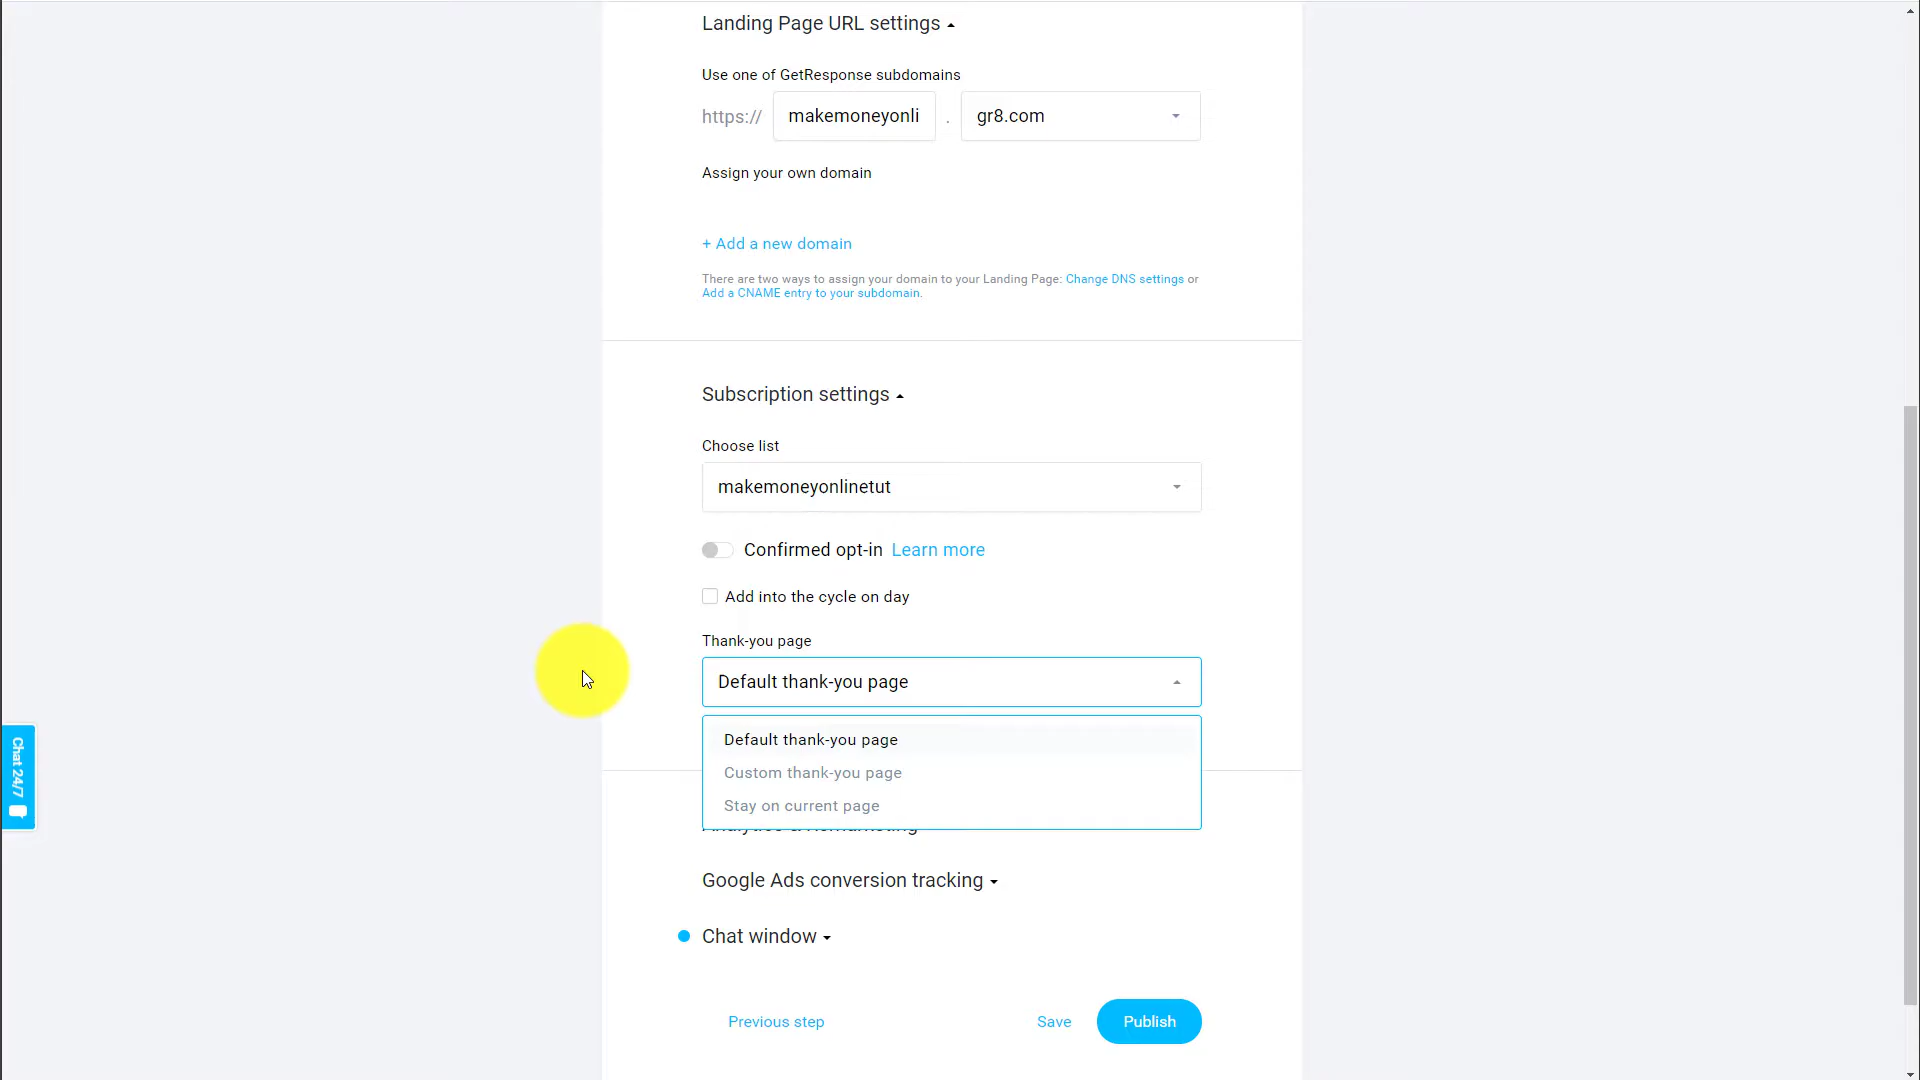 Landing Page URL settings
Use one of GetResponse subdomains
https:// makemoneyonli . gr8.com
Assign your own domain
+ Add a new domain
There are two ways to assign your domain to your Landing Page: Change DNS settings or
Add a CNAME entry to your subdomain.
Subscription settings
Choose list
makemoneyonlinetut
Confirmed opt-in Learn more
Add into the cycle on day
Thank-you page
Default thank-you page
Default thank-you page
Custom thank-you page
Stay on current page
Google Ads conversion tracking
Chat window
Previous step
Save
Publish
Chat 24/7